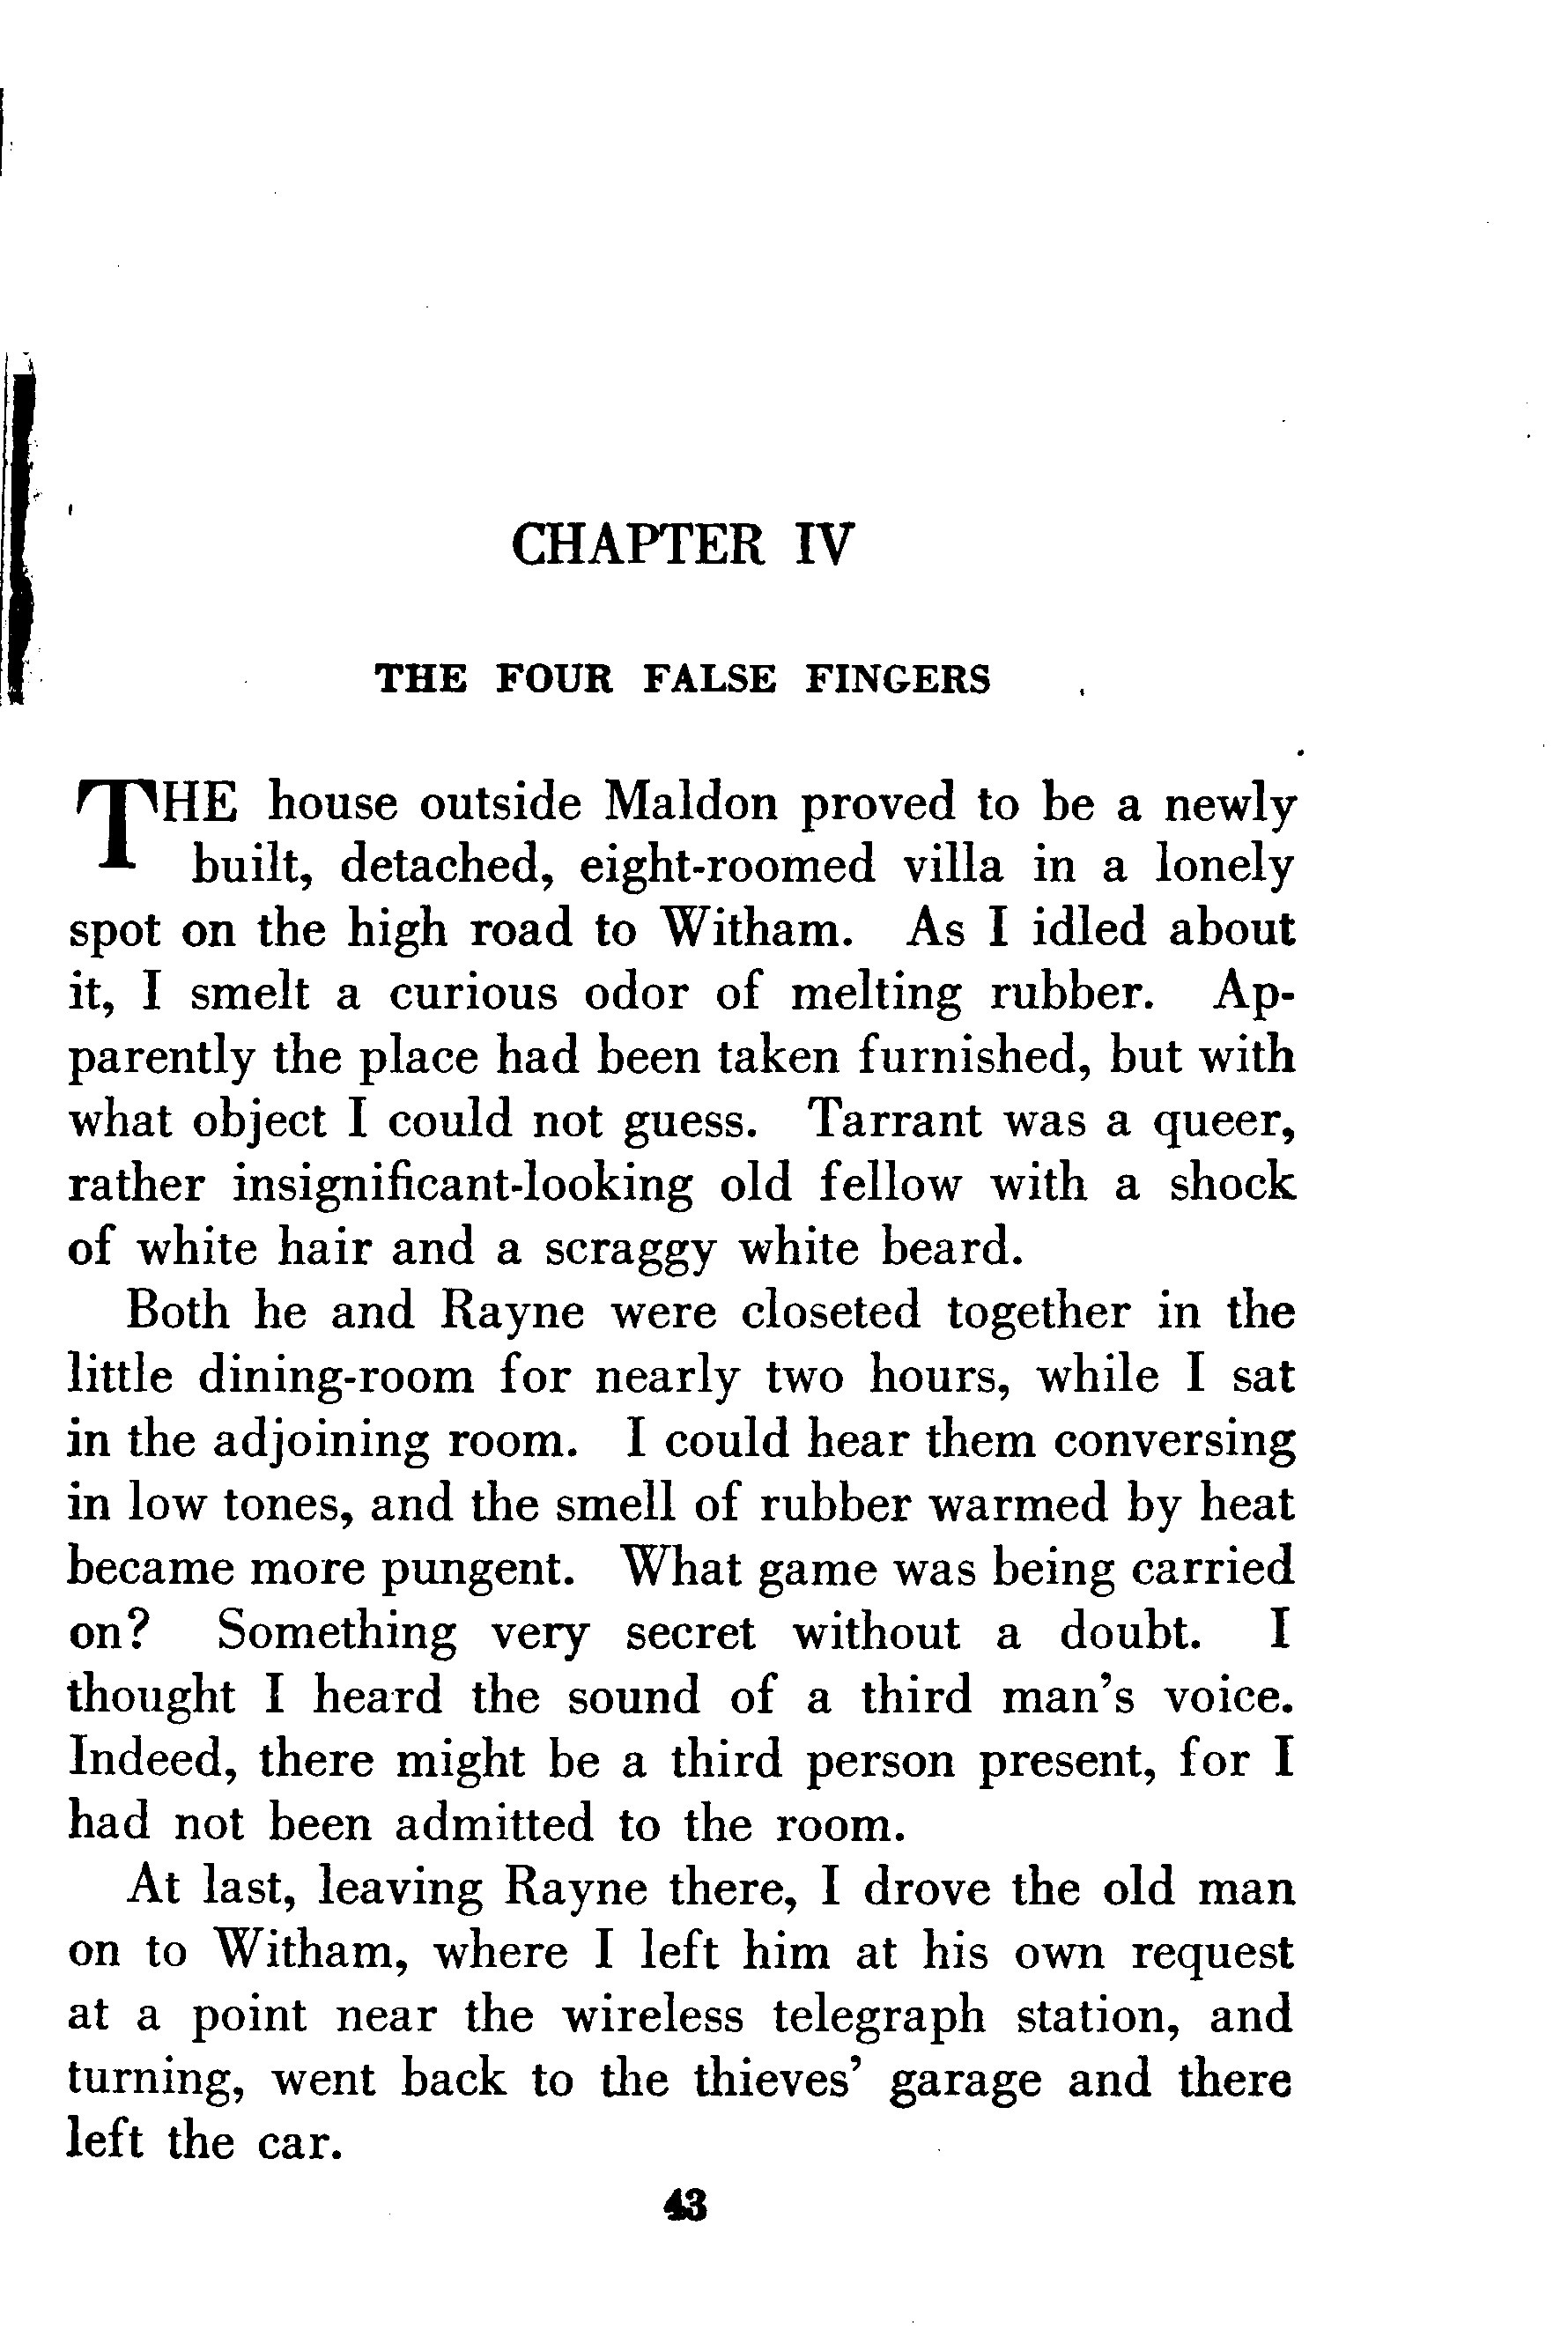 CHAPTER IV
THE FOUR FALSE FINGERS
THE house outside Maldon proved to be a newly
built, detached, eight-roomed villa in a lonely
spot on the high road to Witham. As I idled about
it, I smelt a curious odor of melting rubber. Ap-
parently the place had been taken furnished, but with
what object I could not guess. Tarrant was a queer,
rather insignificant-looking old fellow with a shock
of white hair and a scraggy white beard.
Both he and Rayne were closeted together in the
little dining-room for nearly two hours, while I sat
in the adjoining room. I could hear them conversing
in low tones, and the smell of rubber warmed by heat
became more pungent. What game was being carried
on? Something very secret without a doubt. I
thought I heard the sound of a third man's voice.
Indeed, there might be a third person present, for I
had not been admitted to the room.
At last, leaving Rayne there, I drove the old man
on to Witham, where I left him at his own request
at a point near the wireless telegraph station, and
turning, went back to the thieves' garage and there
left the car.
43